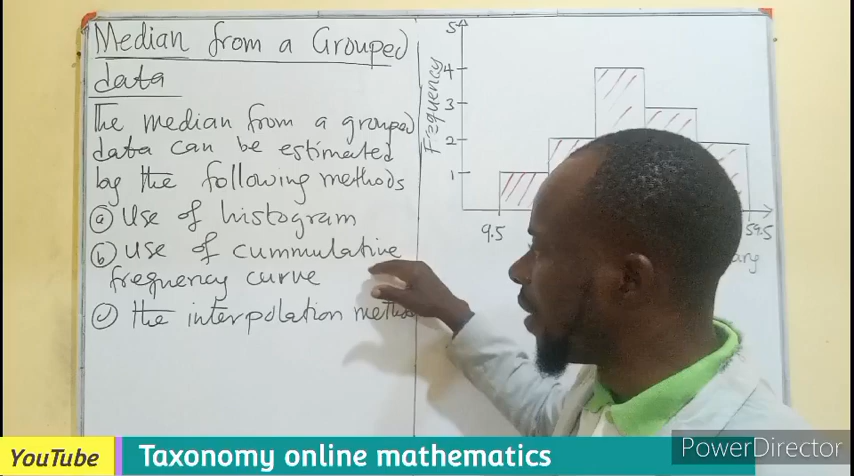 Median from a Grouped
data
The median from a grouped
data can be estimated
by the following methods
(a) Use of histogram
(b) Use of cummulative
frequency curve
(c) the interpolation
Frequency
5
4
3
2
1
9.5
59.5
YouTube
Taxonomy online mathematics
PowerDirector